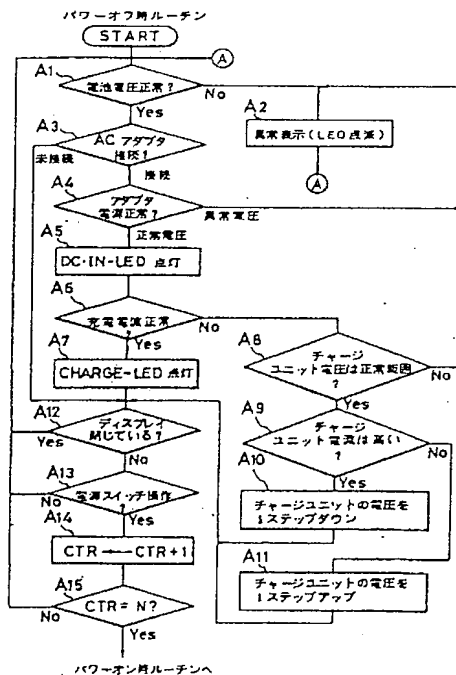 パワーオフ時ルーチン
START
A
A1
電池電圧正常?
No
Yes
A2
異常表示(LED点滅)
A
A3
ACアダプタ
接続?
未接続
接続
A4
アダプタ
電源正常?
異常電圧
正常電圧
A5
DC-IN-LED 点灯
A6
充電電流正常
?
No
Yes
A7
CHARGE-LED 点灯
A8
チャージ
ユニット電圧は正常範囲
?
No
Yes
A9
チャージ
ユニット電流は高い
?
No
Yes
A10
チャージユニットの電圧を
1ステップダウン
A11
チャージユニットの電圧を
1ステップアップ
A12
ディスプレイ
閉じている?
Yes
No
A13
電源スイッチ操作
?
No
Yes
A14
CTR ← CTR+1
A15
CTR = N?
No
Yes
パワーオン時ルーチンへ